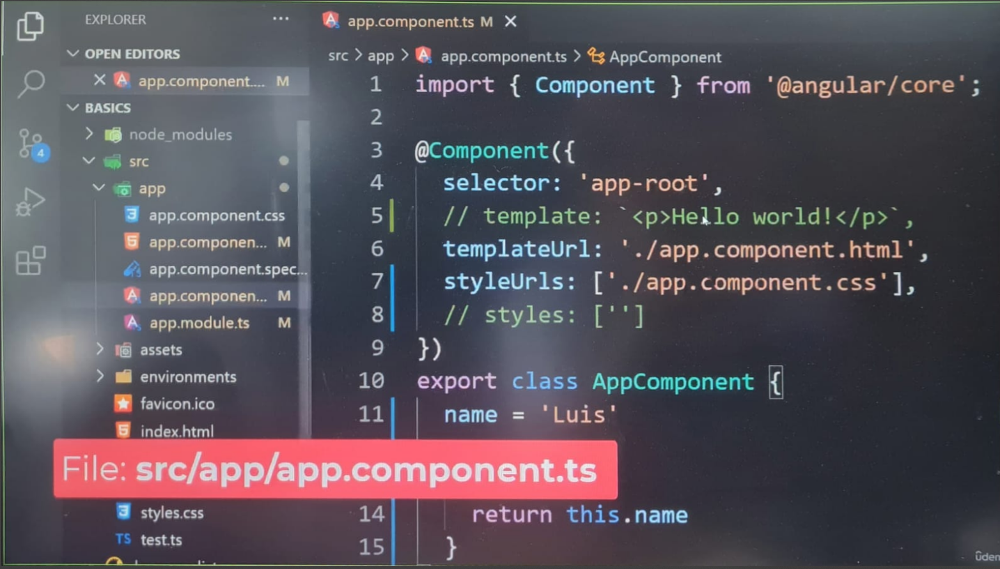 EXPLORER
···
OPEN EDITORS
app.component.... M
BASICS
node_modules
src
app
app.component.css
app.componen... M
app.component.spec...
app.componen... M
app.module.ts M
assets
environments
favicon.ico
index.html
styles.css
TS test.ts
4
app.component.ts M
src > app > app.component.ts > AppComponent
1 import { Component } from '@angular/core';
2
3 @Component({
4 selector: 'app-root',
5 // template: `<p>Hello world!</p>`,
6 templateUrl: './app.component.html',
7 styleUrls: ['./app.component.css'],
8 // styles: ['']
9 })
10 export class AppComponent {
11 name = 'Luis'
File: src/app/app.component.ts
14 return this.name
15 }